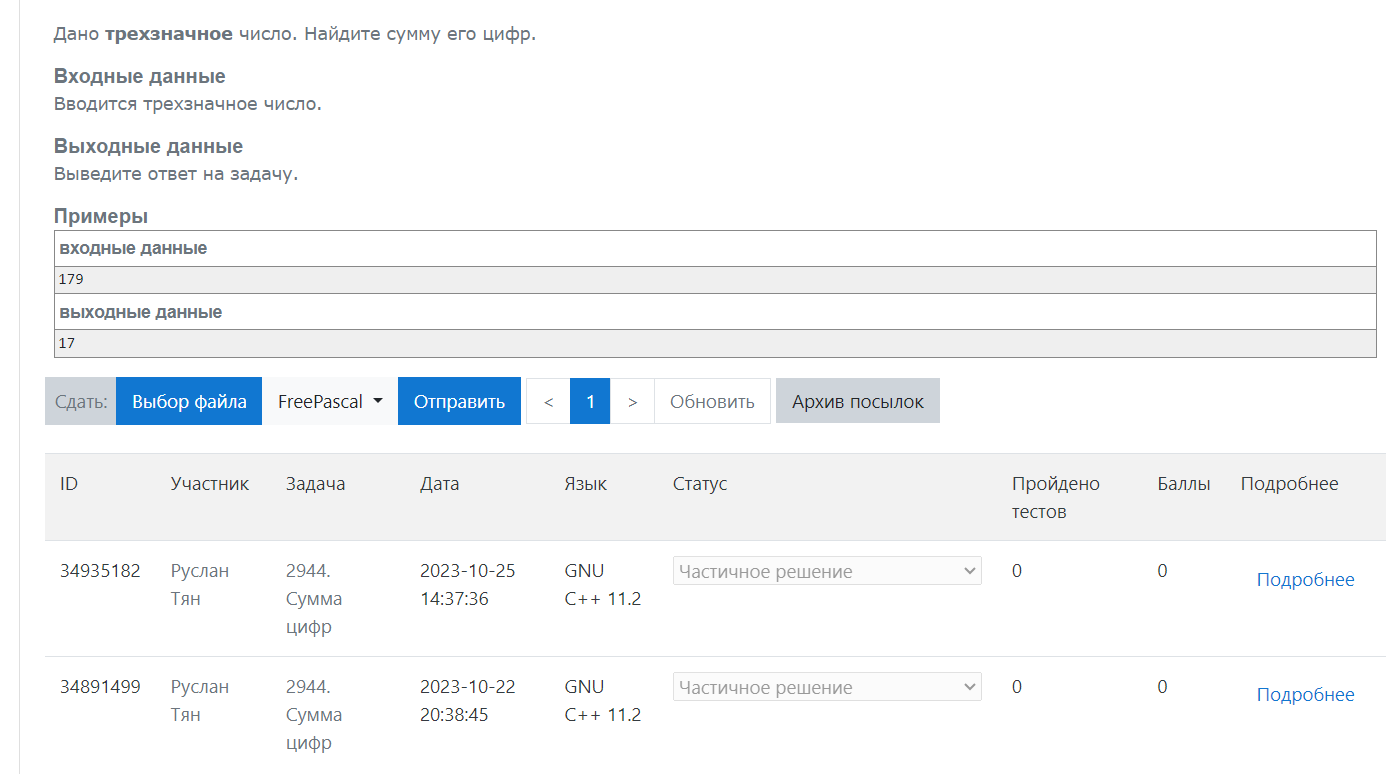 Дано трехзначное число. Найдите сумму его цифр.
Входные данные
Вводится трехзначное число.
Выходные данные
Выведите ответ на задачу.
Примеры
входные данные
179
выходные данные
17
Сдать: Выбор файла FreePascal Отправить < 1 > Обновить Архив посылок
ID Участник Задача Дата Язык Статус Пройдено тестов Баллы Подробнее
34935182 Руслан Тян 2944. Сумма цифр 2023-10-25 14:37:36 GNU C++ 11.2 Частичное решение 0 0 Подробнее
34891499 Руслан Тян 2944. Сумма цифр 2023-10-22 20:38:45 GNU C++ 11.2 Частичное решение 0 0 Подробнее